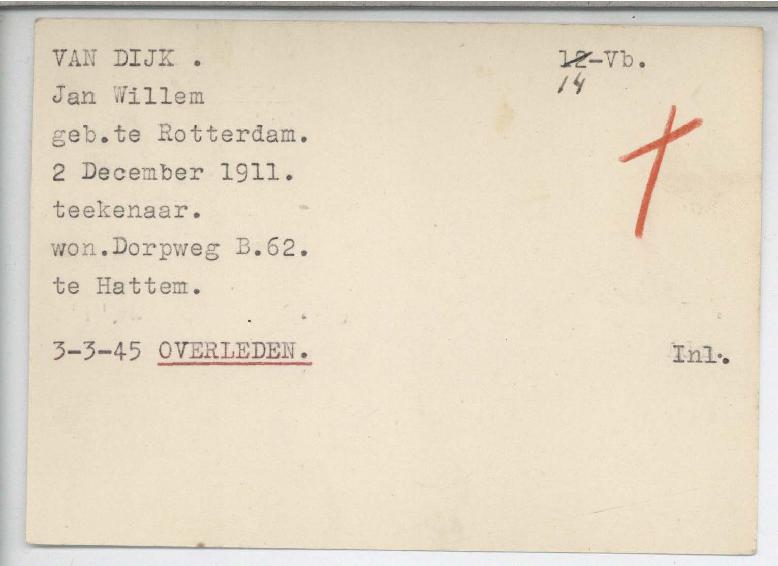 VAN DIJK . 12-Vb.
14
Jan Willem
geb.te Rotterdam.
2 December 1911.
teekenaar.
won.Dorpweg B.62.
te Hattem.
3-3-45 OVERLEDEN. Inl.